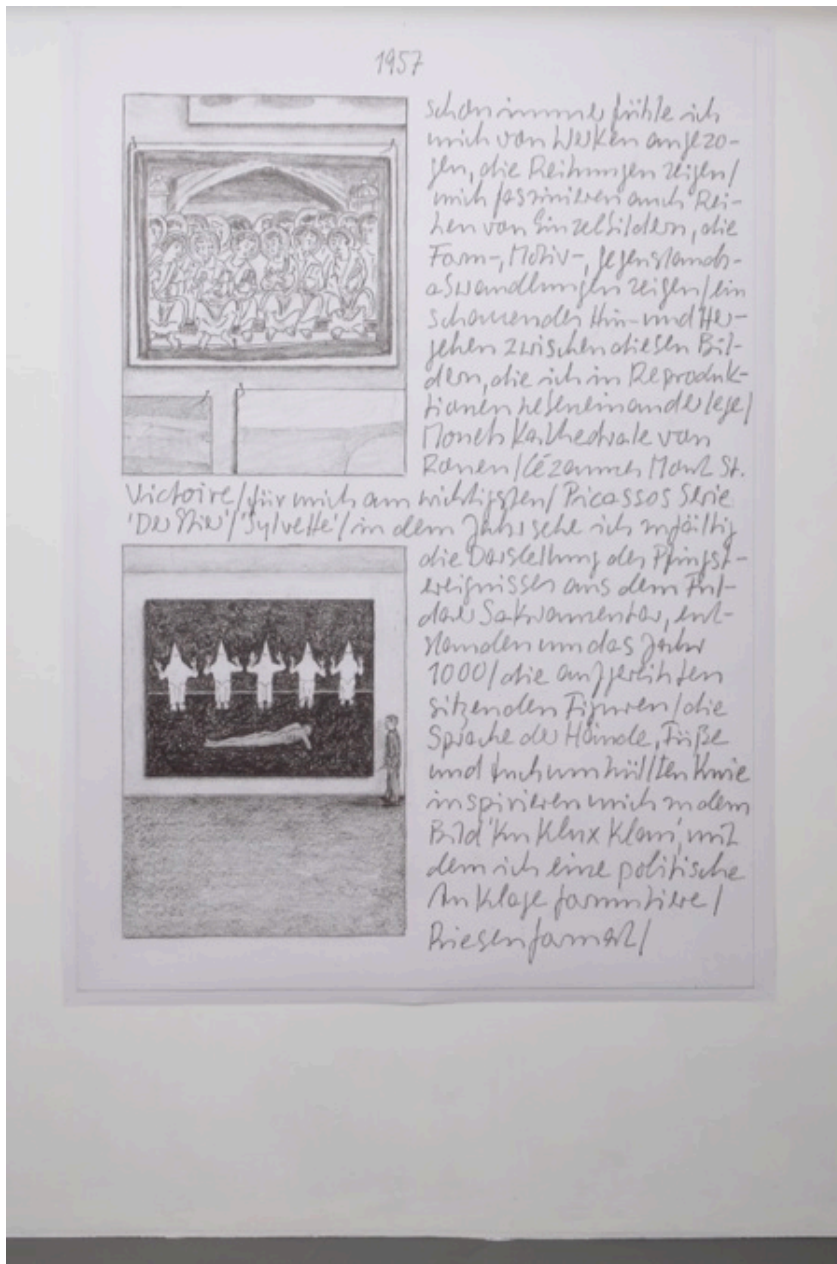 1957
schon immer fühle ich
mich von Werken angezo-
gen, die Reihungen zeigen/
mich faszinieren auch Rei-
hen von Einzelbildern, die
Form-, Motiv-, Gegenstands-
abwandlungen zeigen/ein
schauendes Hin- und Her-
gehen zwischen diesen Bil-
dern, die ich in Reproduk-
tionen nebeneinander lege/
Monets Kathedrale von
Rouen/Cézannes Mont St.
Victoire/für mich am wichtigsten/Picassos Serie
'Der Stier'/'Sylvette'/in dem Jahr sehe ich
die Darstellung des Pfingst-
ereignisses aus dem Ful-
daer Sakramentar, ent-
standen um das Jahr
1000/die aufgereihten
sitzenden Figuren/die
Sprache der Hände, Füße
und tuchumhüllten Knie
inspirieren mich zu dem
Bild 'Ku Klux Klan', mit
dem ich eine politische
Anklage formuliere/
Riesenformat/